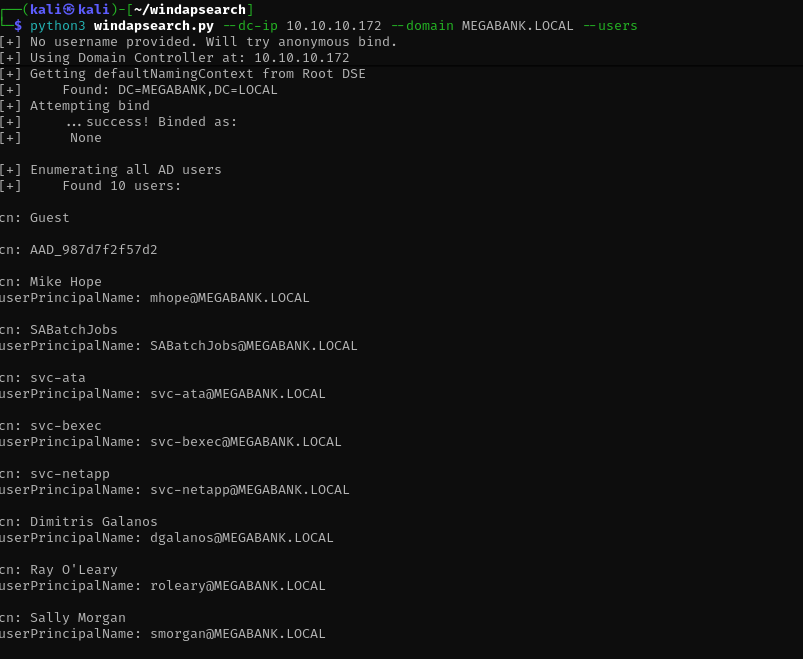 ┌──(kali㉿kali)-[~/windapsearch]
└─$ python3 windapsearch.py --dc-ip 10.10.10.172 --domain MEGABANK.LOCAL --users
[+] No username provided. Will try anonymous bind.
[+] Using Domain Controller at: 10.10.10.172
[+] Getting defaultNamingContext from Root DSE
[+]     Found: DC=MEGABANK,DC=LOCAL
[+] Attempting bind
[+]     ...success! Binded as:
[+]      None
[+] Enumerating all AD users
[+]     Found 10 users:
cn: Guest
cn: AAD_987d7f2f57d2
cn: Mike Hope
userPrincipalName: mhope@MEGABANK.LOCAL
cn: SABatchJobs
userPrincipalName: SABatchJobs@MEGABANK.LOCAL
cn: svc-ata
userPrincipalName: svc-ata@MEGABANK.LOCAL
cn: svc-bexec
userPrincipalName: svc-bexec@MEGABANK.LOCAL
cn: svc-netapp
userPrincipalName: svc-netapp@MEGABANK.LOCAL
cn: Dimitris Galanos
userPrincipalName: dgalanos@MEGABANK.LOCAL
cn: Ray O'Leary
userPrincipalName: roleary@MEGABANK.LOCAL
cn: Sally Morgan
userPrincipalName: smorgan@MEGABANK.LOCAL